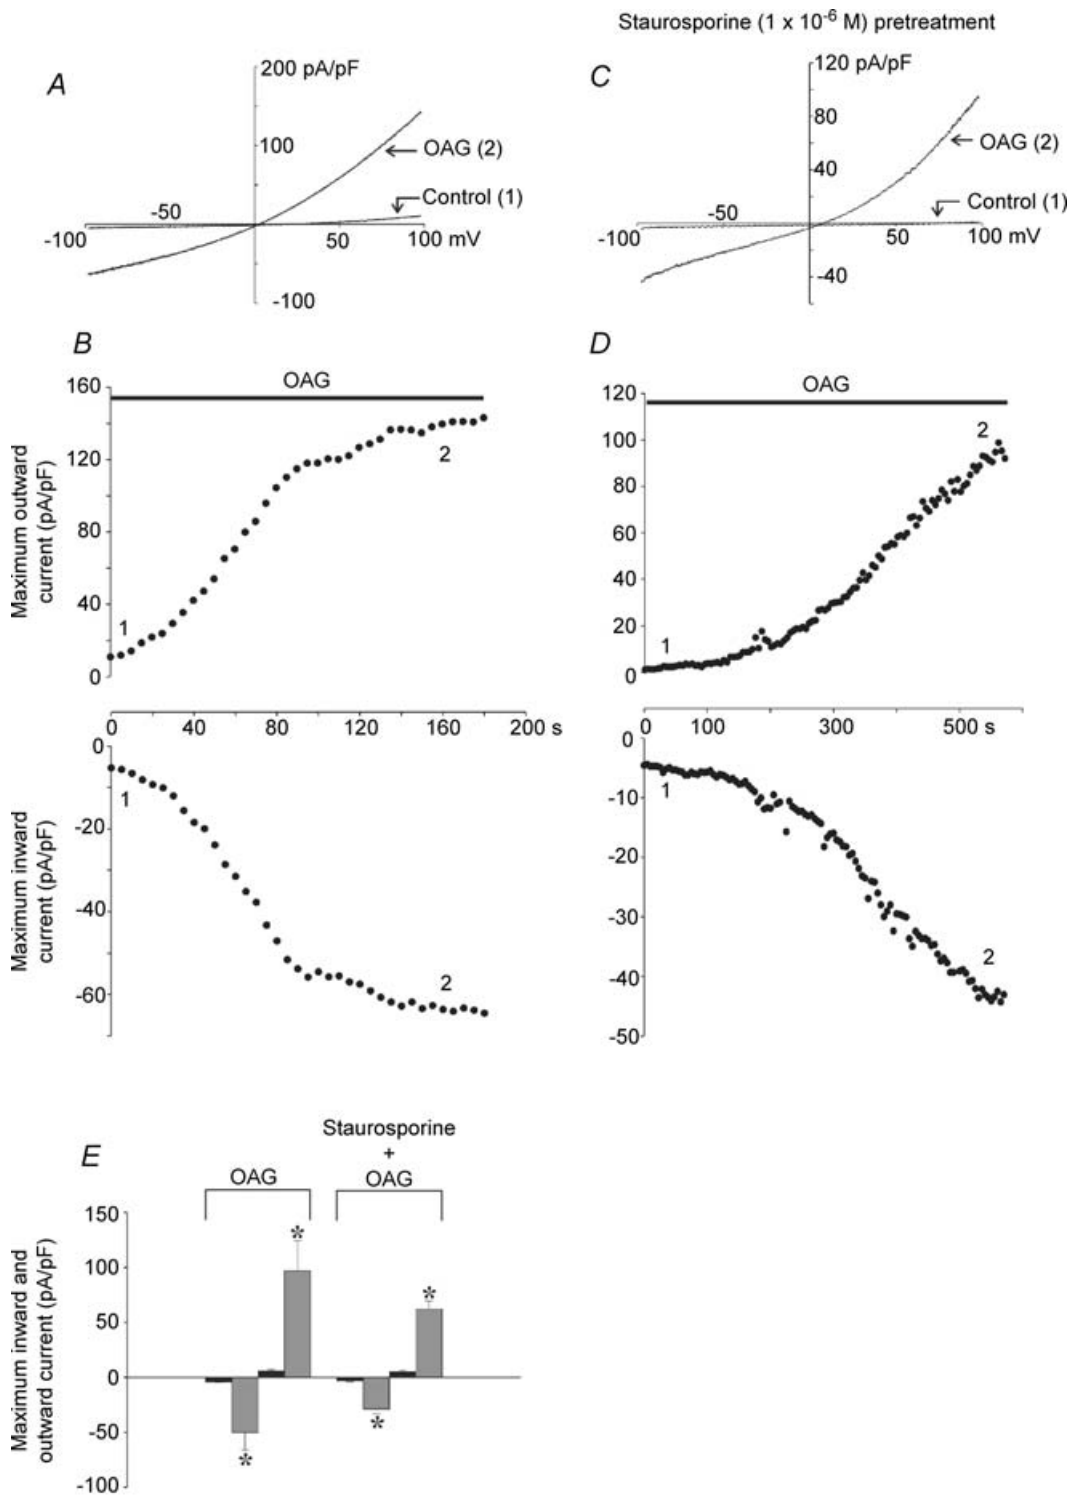 Staurosporine (1 x 10⁻⁶ M) pretreatment
A
200 pA/pF
100
OAG (2)
Control (1)
-50
-100
50
100 mV
-100
C
120 pA/pF
80
OAG (2)
40
Control (1)
-50
-100
50
100 mV
-40
B
OAG
160
120
80
40
0
Maximum outward
current (pA/pF)
1
2
0
40
80
120
160
200 s
0
-20
-40
-60
Maximum inward
current (pA/pF)
1
2
D
OAG
120
100
80
60
40
20
0
1
2
0
100
300
500 s
0
-10
-20
-30
-40
-50
1
2
E
OAG
Staurosporine
+
OAG
150
100
50
0
-50
-100
Maximum inward and
outward current (pA/pF)
*
*
*
*